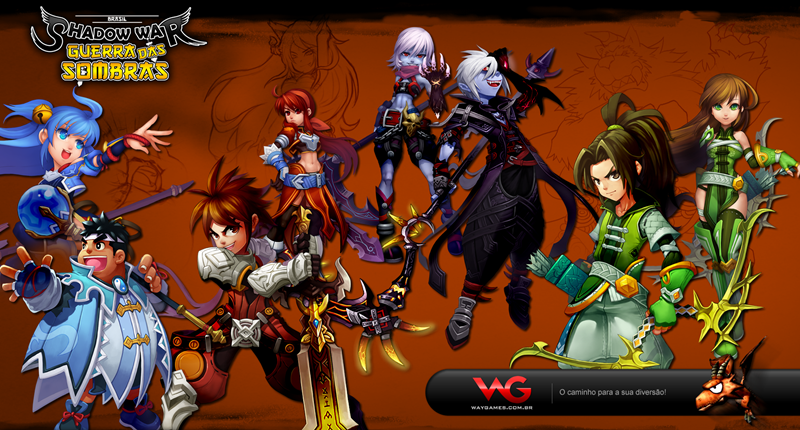 BRASIL
SHADOW WAR
GUERRA DAS
SOMBRAS
WG
WAYGAMES.COM.BR
O caminho para a sua diversão!